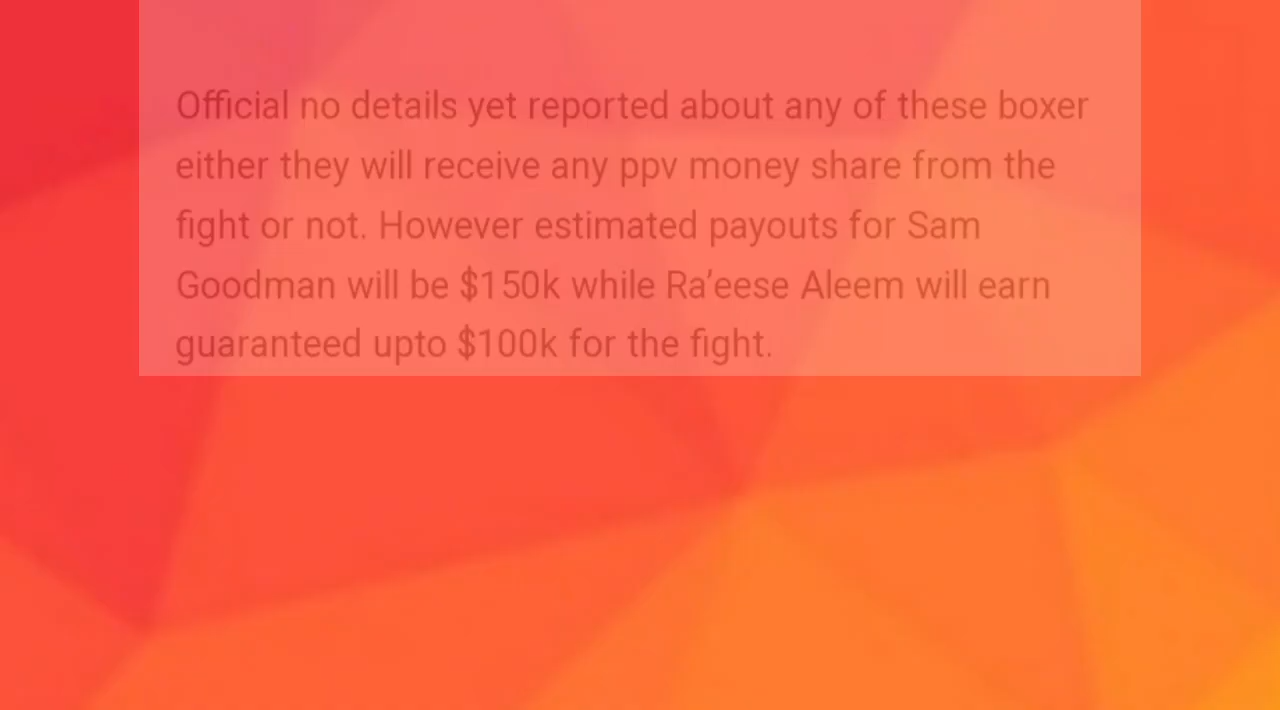 Official no details yet reported about any of these boxer
either they will receive any ppv money share from the
fight or not. However estimated payouts for Sam
Goodman will be $150k while Ra’eese Aleem will earn
guaranteed upto $100k for the fight.